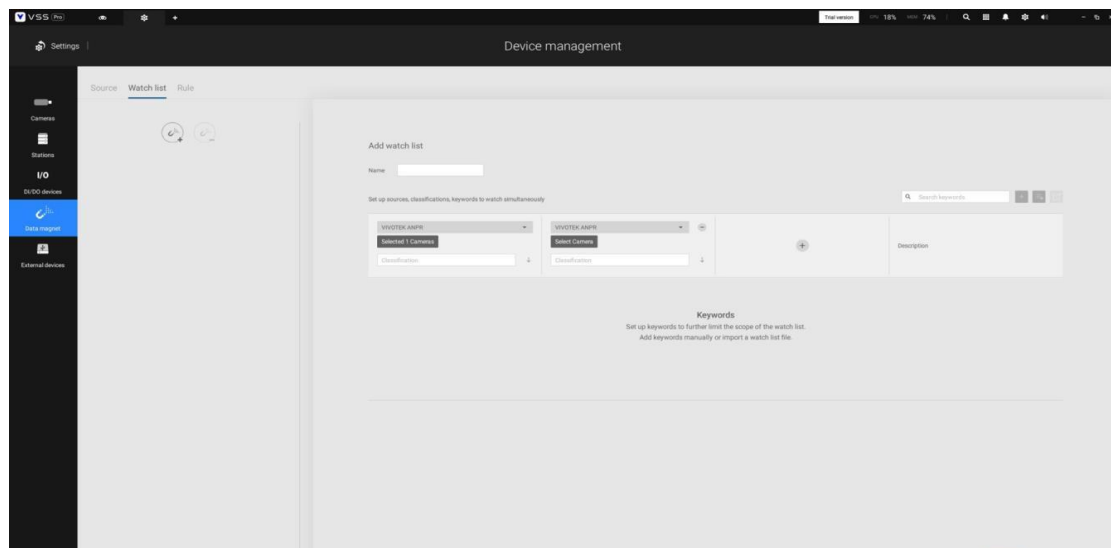 VSS Pro
Trial version CPU 18% MEM 74%
Settings
Device management
Source Watch list Rule
Cameras
Stations
I/O
DI/DO devices
Data magnet
External devices
Add watch list
Name
Set up sources, classifications, keywords to watch simultaneously
Search keywords
VIVOTEK ANPR VIVOTEK ANPR
Selected 1 Cameras Select Camera
Description
Classification Classification
Keywords
Set up keywords to further limit the scope of the watch list.
Add keywords manually or import a watch list file.